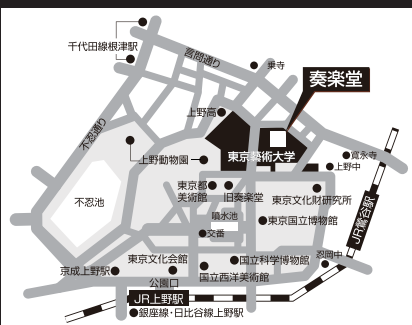 千代田線根津駅
言問通り
乗寺
奏楽堂
不忍通り
上野高
上野動物園
東京藝術大学
寛永寺
上野中
東京都
美術館
旧奏楽堂
東京文化財研究所
不忍池
噴水池
東京国立博物館
JR鶯谷駅
交番
東京文化会館
国立科学博物館
忍岡中
京成上野駅
公園口
国立西洋美術館
JR上野駅
銀座線・日比谷線上野駅